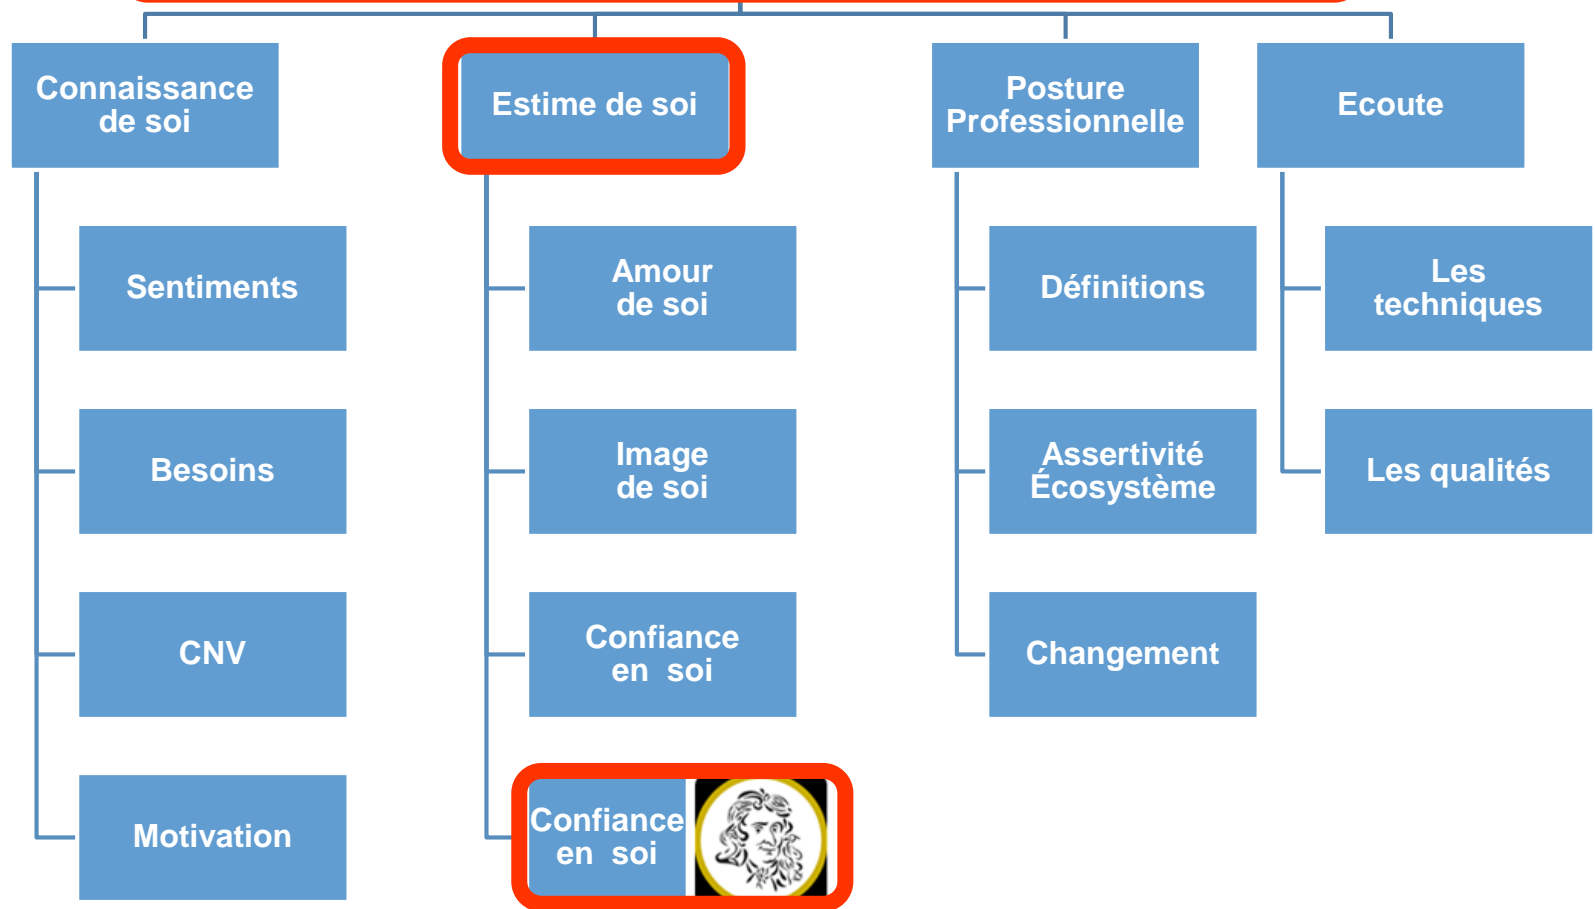 Connaissance
de soi
Estime de soi
Posture
Professionnelle
Ecoute
Sentiments
Amour
de soi
Définitions
Les
techniques
Besoins
Image
de soi
Assertivité
Écosystème
Les qualités
CNV
Confiance
en  soi
Changement
Motivation
Confiance
en  soi